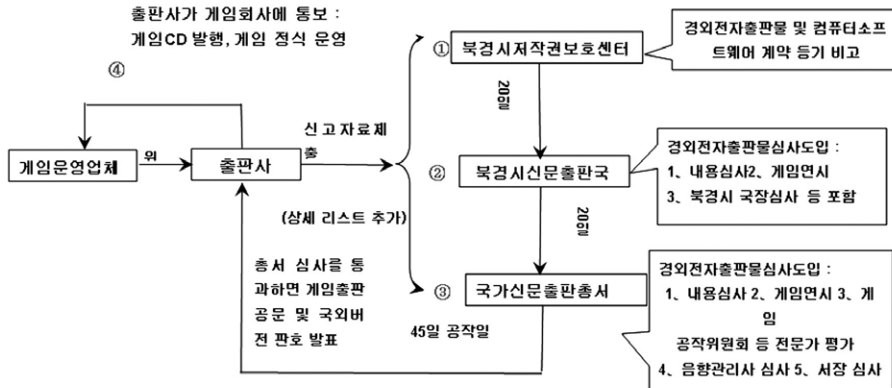 출판사가 게임회사에 통보 :
게임CD 발행, 게임 정식 운영
④
①
북경시저작권보호센터
경외전자출판물 및 컴퓨터소프
트웨어 계약 등기 비고
20일
신고자료제
출
게임운영업체
위
출판사
②
북경시신문출판국
경외전자출판물심사도입 :
1、내용심사2、게임연시
3、북경시 국장심사 등 포함
(상세 리스트 추가)
20일
총서 심사을 통
과하면 게임출판
공문 및 국외버
전 판호 발표
③
국가신문출판총서
45일 공작일
경외전자출판물심사도입 :
1、내용심사 2、게임연시 3、게
임
공작위원회 등 전문가 평가
4、음향관리사 심사 5、서장 심사